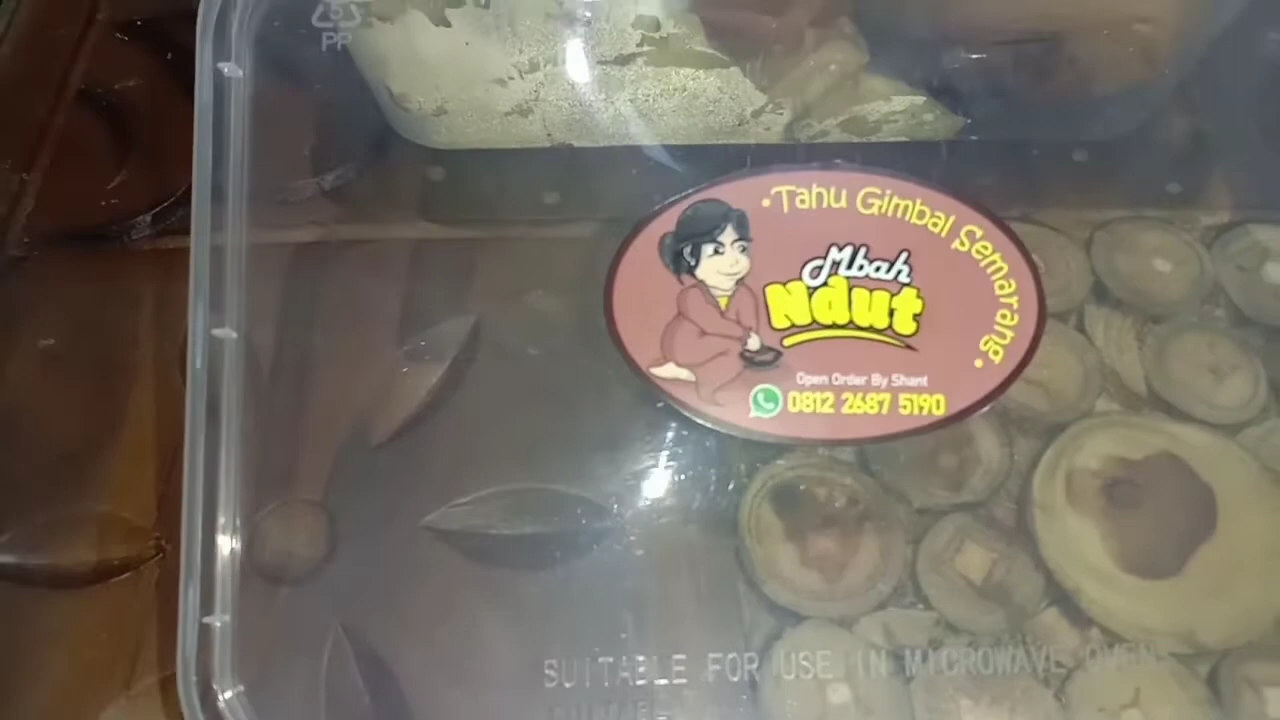 PP
•Tahu Gimbal Semarang•
Mbah
Ndut
Open Order By Shant
0812 2687 5190
SUITABLE FOR USE IN MICROWAVE OVEN